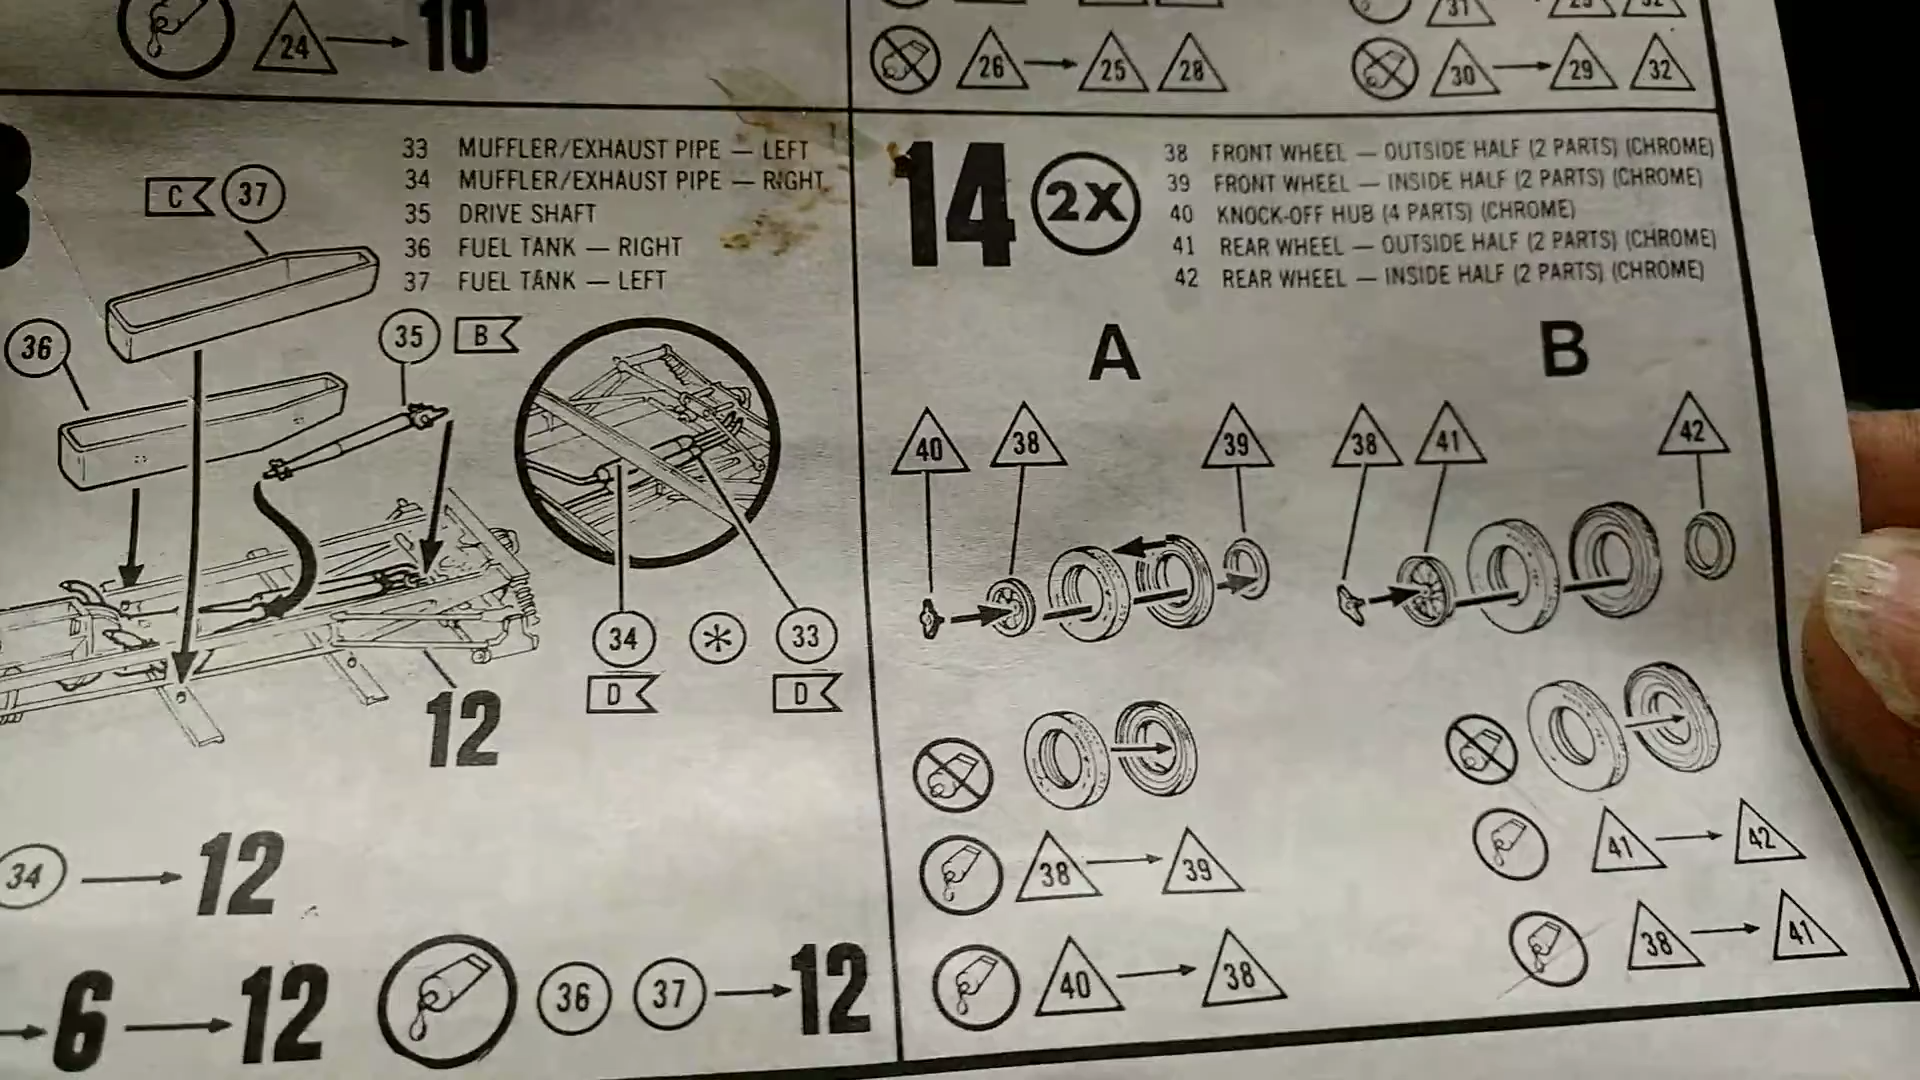 24 10
26 25 28
31
30 29 32
33 MUFFLER/EXHAUST PIPE — LEFT
34 MUFFLER/EXHAUST PIPE — RIGHT
35 DRIVE SHAFT
36 FUEL TANK — RIGHT
37 FUEL TANK — LEFT
C 37
36
35 B
34 * 33
D D
12
34 12
6 12
36 37 12
14 2X
38 FRONT WHEEL — OUTSIDE HALF (2 PARTS) (CHROME)
39 FRONT WHEEL — INSIDE HALF (2 PARTS) (CHROME)
40 KNOCK-OFF HUB (4 PARTS) (CHROME)
41 REAR WHEEL — OUTSIDE HALF (2 PARTS) (CHROME)
42 REAR WHEEL — INSIDE HALF (2 PARTS) (CHROME)
A
40 38 39
38 39
40 38
B
38 41 42
41 42
38 41